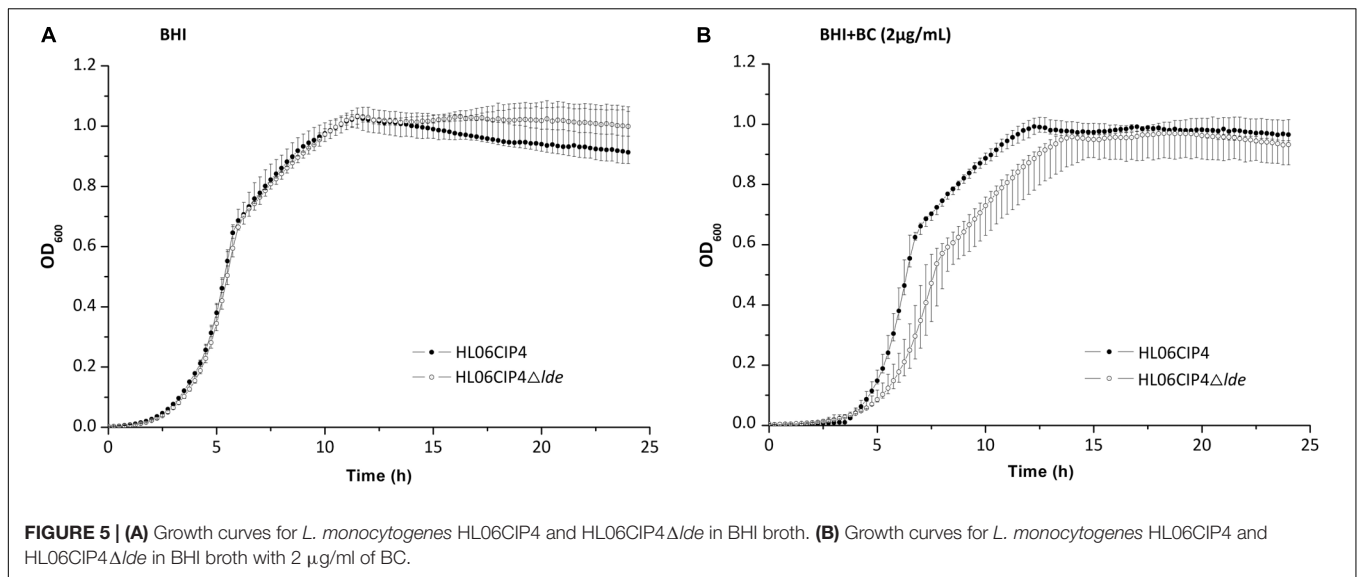 A
BHI
1.2
1.0
0.8
0.6
0.4
0.2
0.0
OD600
HL06CIP4
HL06CIP4△lde
0
5
10
15
20
25
Time (h)
B
BHI+BC (2µg/mL)
1.2
1.0
0.8
0.6
0.4
0.2
0.0
OD600
HL06CIP4
HL06CIP4△lde
0
5
10
15
20
25
Time (h)
FIGURE 5 | (A) Growth curves for L. monocytogenes HL06CIP4 and HL06CIP4Δlde in BHI broth. (B) Growth curves for L. monocytogenes HL06CIP4 and
HL06CIP4Δlde in BHI broth with 2 μg/ml of BC.